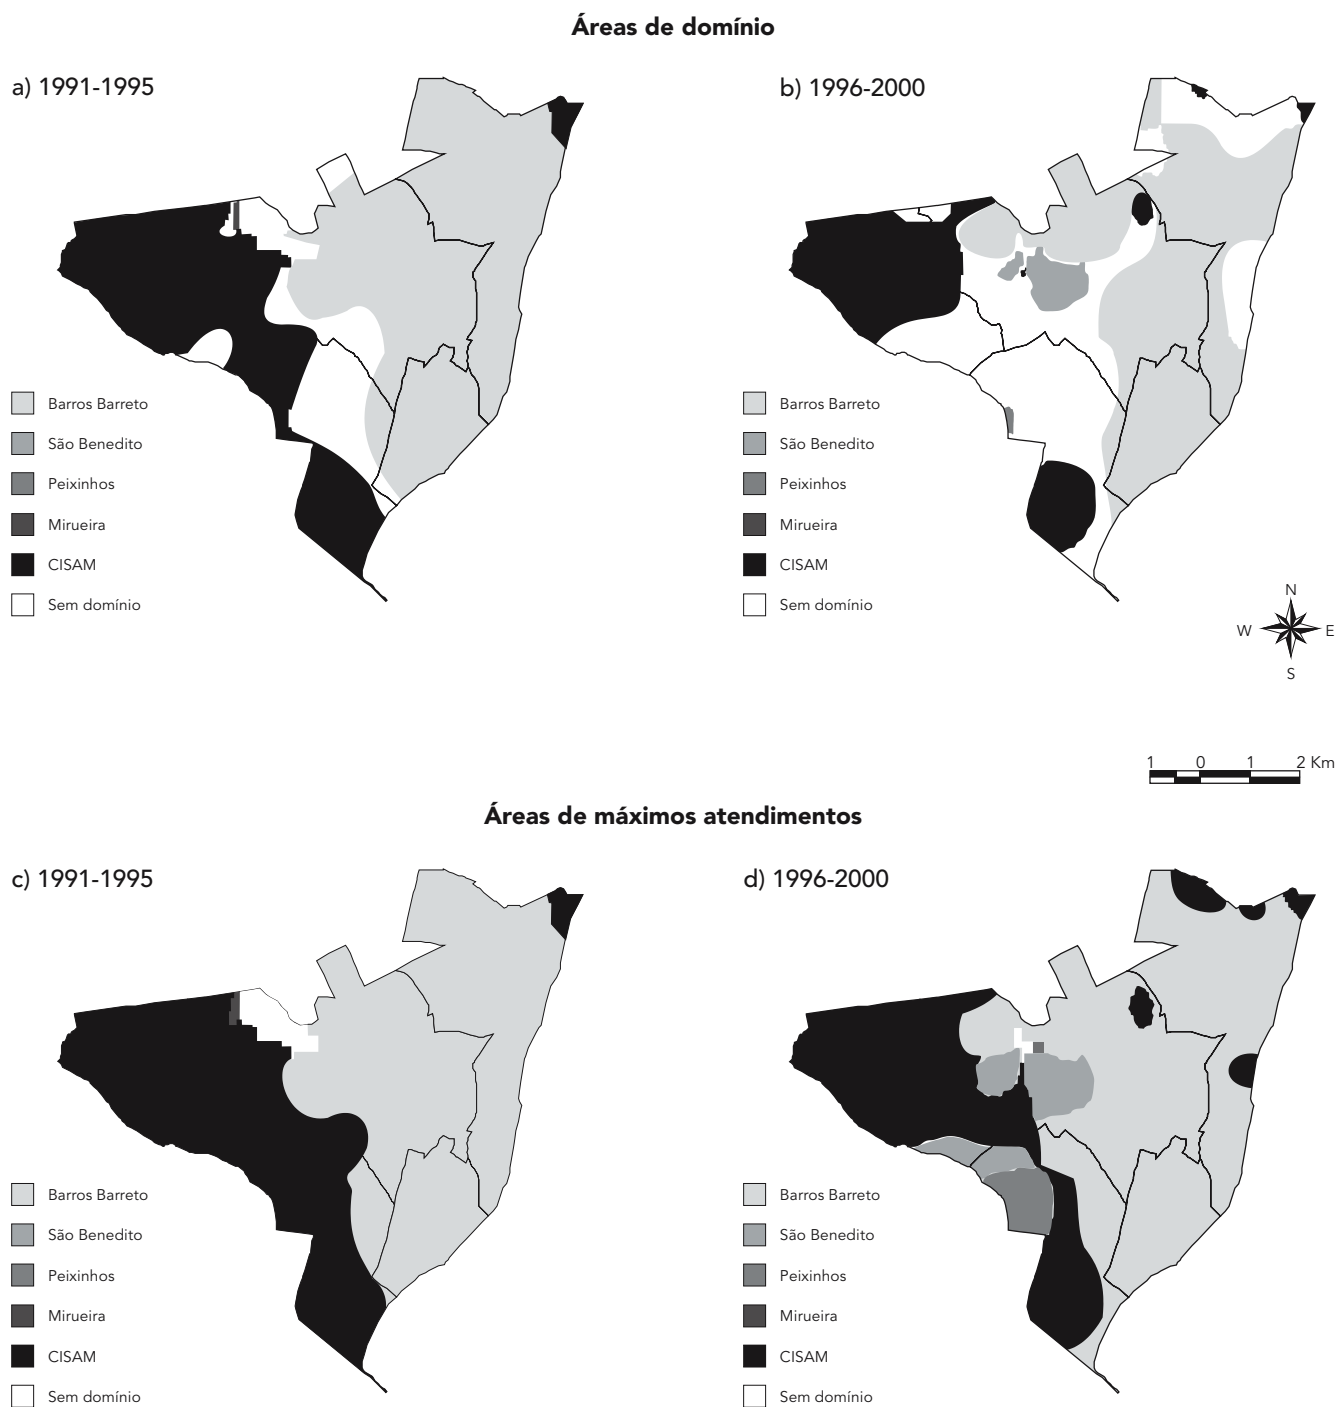 Áreas de domínio
a) 1991-1995
b) 1996-2000
Barros Barreto
São Benedito
Peixinhos
Mirueira
CISAM
Sem domínio
Barros Barreto
São Benedito
Peixinhos
Mirueira
CISAM
Sem domínio
N
W
E
S
1 0 1 2 Km
Áreas de máximos atendimentos
c) 1991-1995
d) 1996-2000
Barros Barreto
São Benedito
Peixinhos
Mirueira
CISAM
Sem domínio
Barros Barreto
São Benedito
Peixinhos
Mirueira
CISAM
Sem domínio